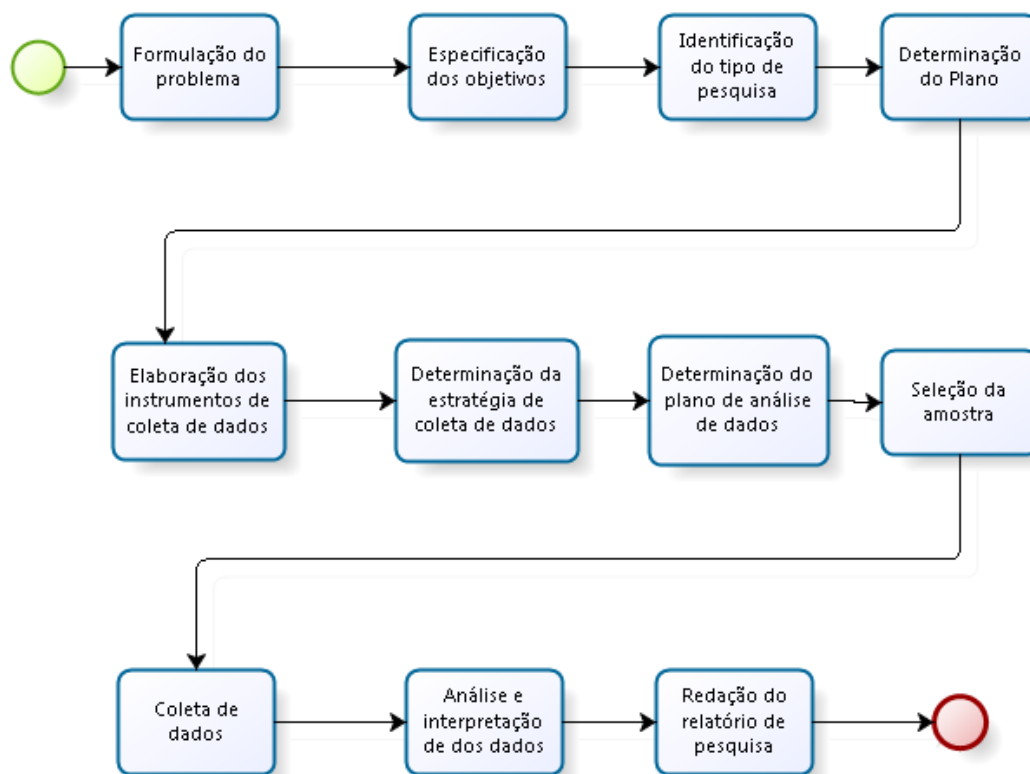 Formulação do
problema
Especificação
dos objetivos
Identificação
do tipo de
pesquisa
Determinação
do Plano
Elaboração dos
instrumentos de
coleta de dados
Determinação da
estratégia de
coleta de dados
Determinação do
plano de análise
de dados
Seleção da
amostra
Coleta de
dados
Análise e
interpretação
de dos dados
Redação do
relatório de
pesquisa